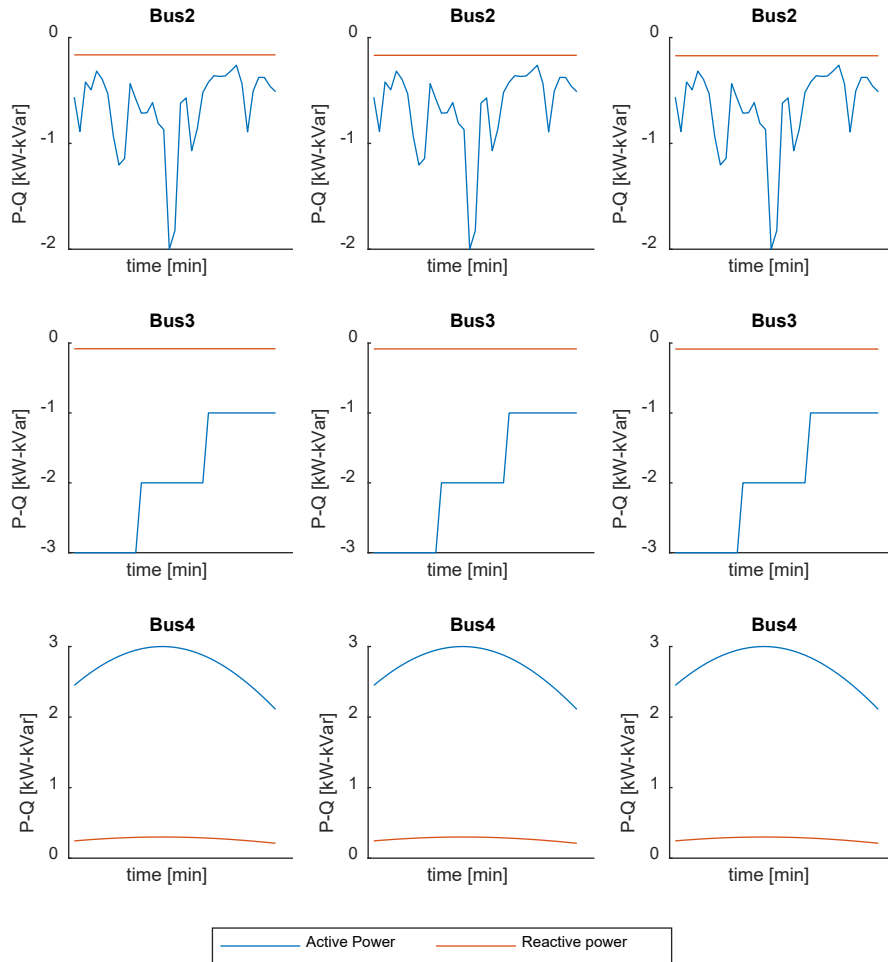 Bus2 Bus2 Bus2
0 0 0
-1 -1 -1
-2 -2 -2
P-Q [kW-kVar] P-Q [kW-kVar] P-Q [kW-kVar]
time [min] time [min] time [min]
Bus3 Bus3 Bus3
0 0 0
-1 -1 -1
-2 -2 -2
-3 -3 -3
P-Q [kW-kVar] P-Q [kW-kVar] P-Q [kW-kVar]
time [min] time [min] time [min]
Bus4 Bus4 Bus4
3 3 3
2 2 2
1 1 1
0 0 0
P-Q [kW-kVar] P-Q [kW-kVar] P-Q [kW-kVar]
time [min] time [min] time [min]
Active Power Reactive power